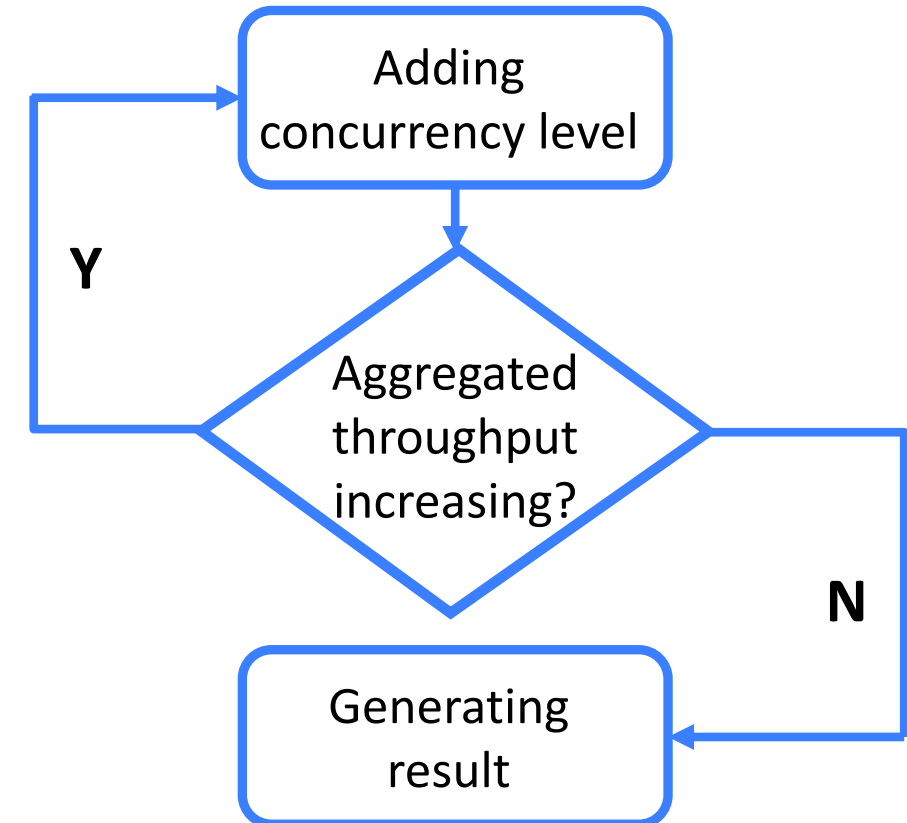 Adding
concurrency level
Y
Aggregated
throughput
increasing?
N
Generating
result